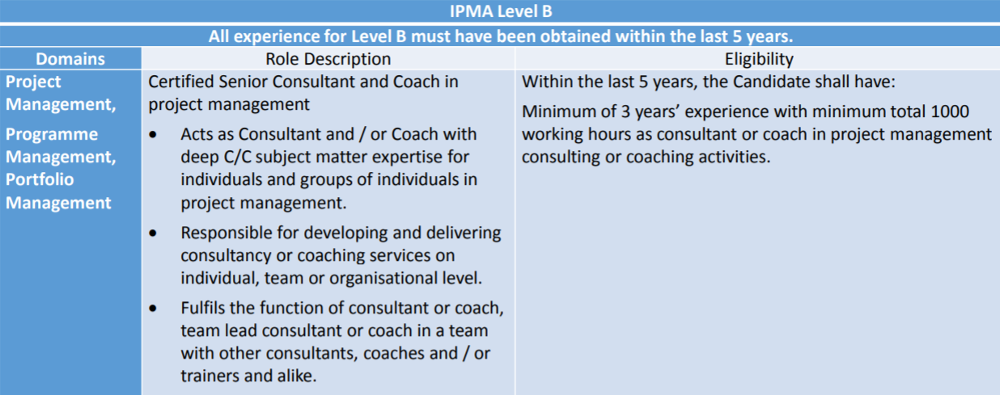 IPMA Level B
All experience for Level B must have been obtained within the last 5 years.
Domains
Role Description
Eligibility
Project
Management,
Programme
Management,
Portfolio
Management
Certified Senior Consultant and Coach in
project management
• Acts as Consultant and / or Coach with
deep C/C subject matter expertise for
individuals and groups of individuals in
project management.
• Responsible for developing and delivering
consultancy or coaching services on
individual, team or organisational level.
• Fulfils the function of consultant or coach,
team lead consultant or coach in a team
with other consultants, coaches and / or
trainers and alike.
Within the last 5 years, the Candidate shall have:
Minimum of 3 years’ experience with minimum total 1000
working hours as consultant or coach in project management
consulting or coaching activities.